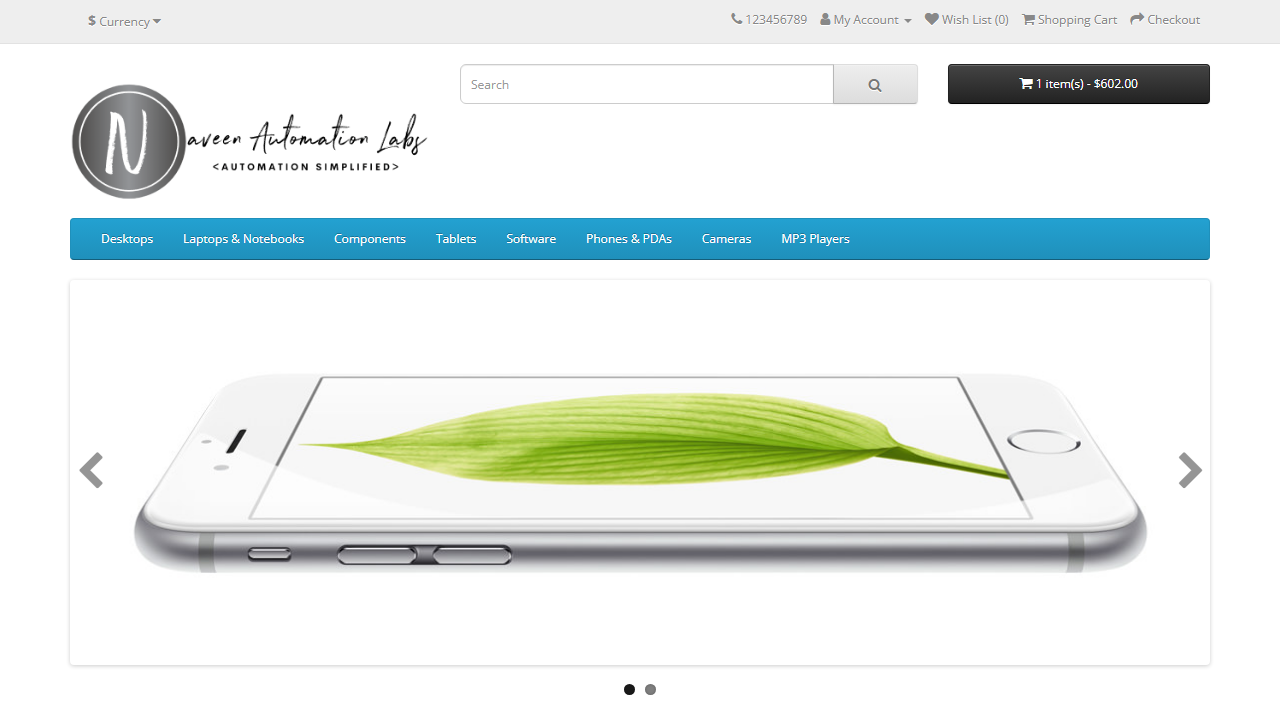 $ Currency
123456789 My Account Wish List (0) Shopping Cart Checkout
Search
1 item(s) - $602.00
Naveen Automation Labs
<AUTOMATION SIMPLIFIED>
Desktops Laptops & Notebooks Components Tablets Software Phones & PDAs Cameras MP3 Players